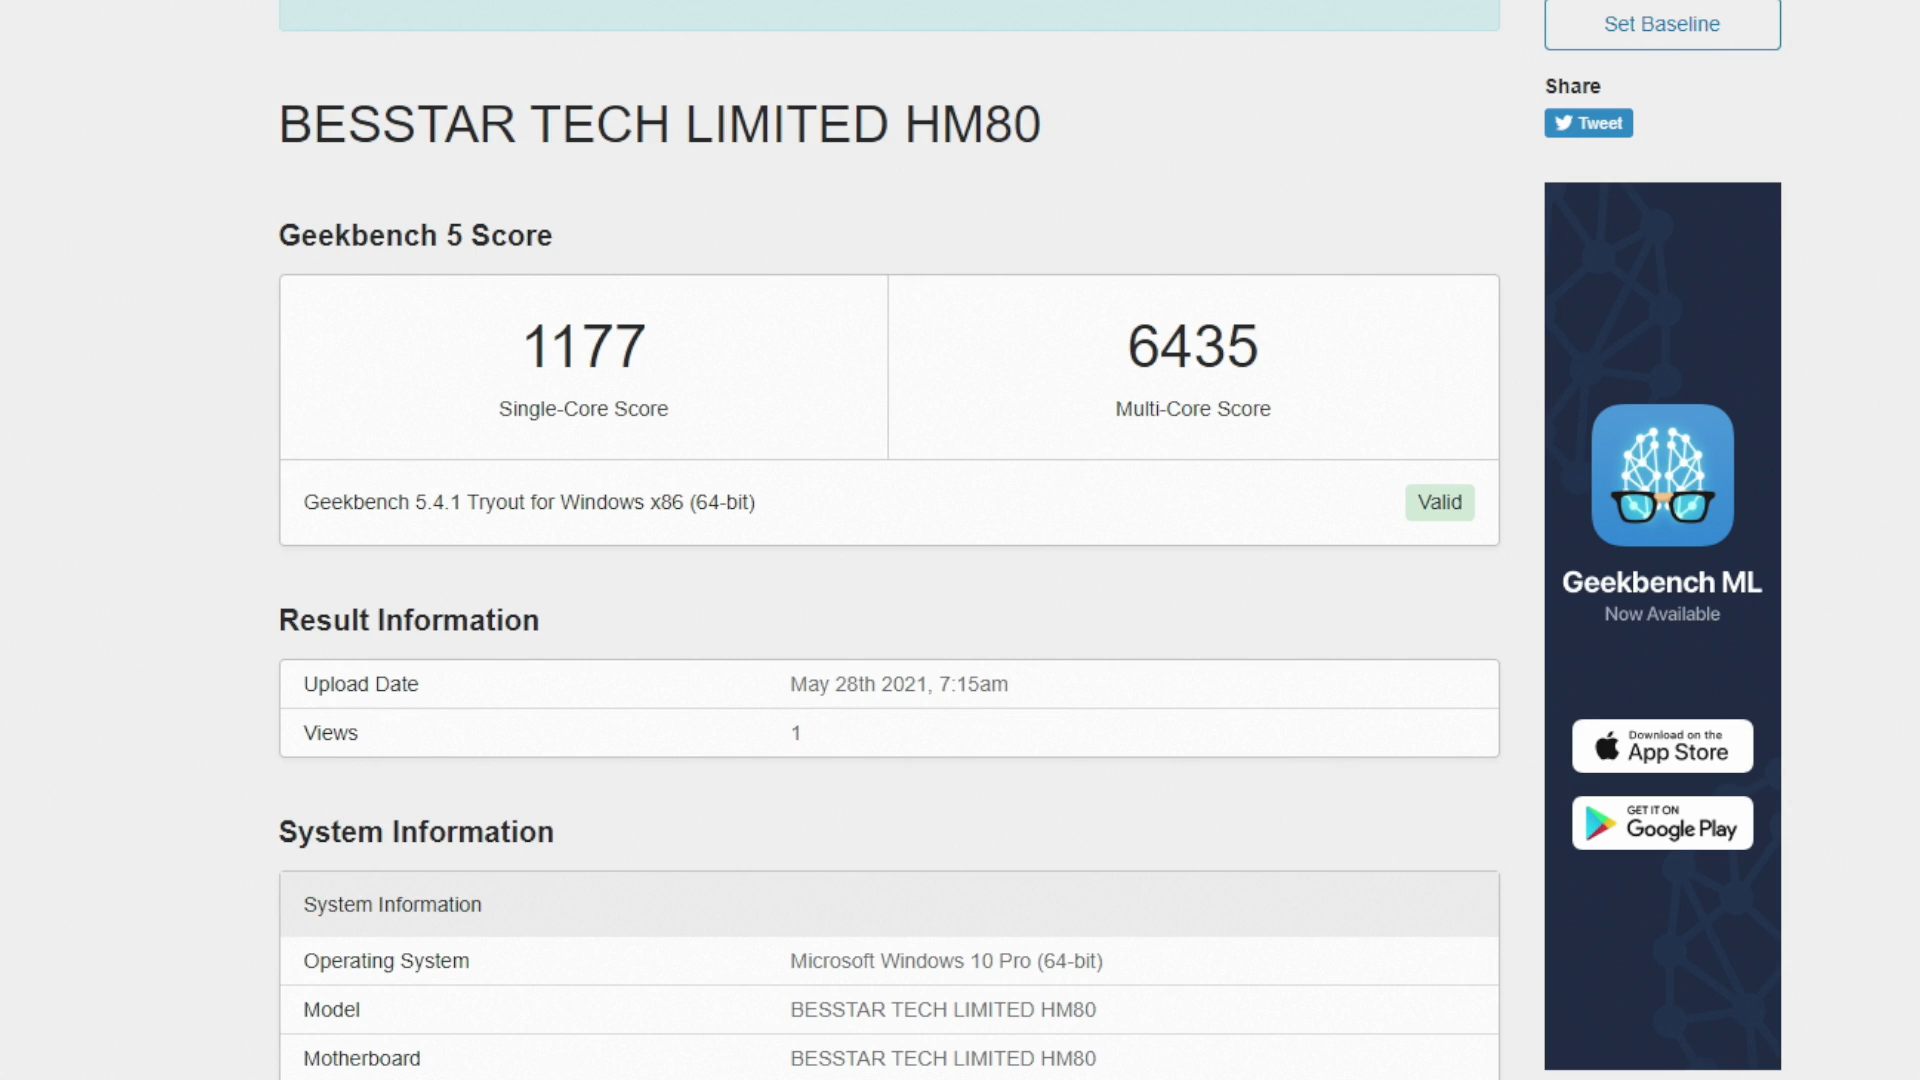 Set Baseline
Share
Tweet
BESSTAR TECH LIMITED HM80
Geekbench 5 Score
1177
Single-Core Score
6435
Multi-Core Score
Geekbench 5.4.1 Tryout for Windows x86 (64-bit)
Valid
Result Information
Upload Date
May 28th 2021, 7:15am
Views
1
System Information
System Information
Operating System
Microsoft Windows 10 Pro (64-bit)
Model
BESSTAR TECH LIMITED HM80
Motherboard
BESSTAR TECH LIMITED HM80
Geekbench ML
Now Available
Download on the
App Store
GET IT ON
Google Play